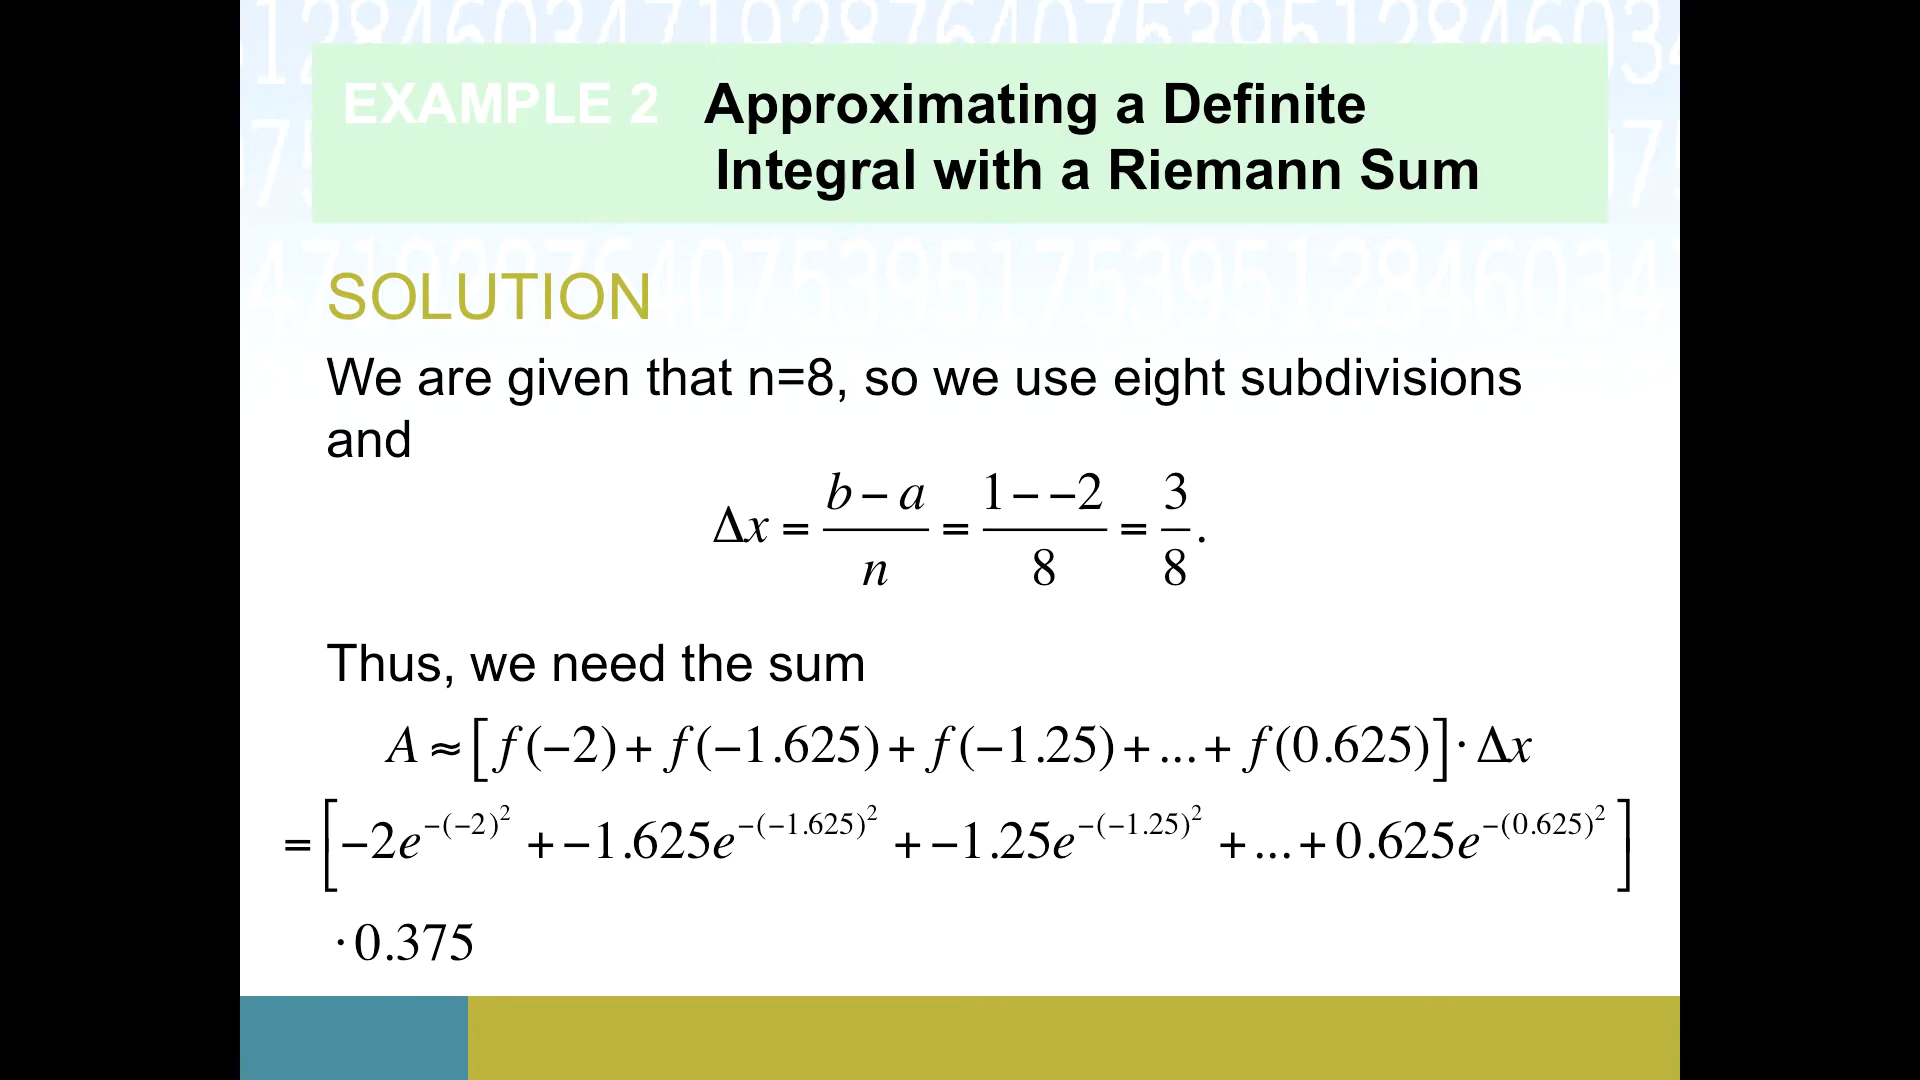 EXAMPLE 2 Approximating a Definite
Integral with a Riemann Sum
SOLUTION
We are given that n=8, so we use eight subdivisions
and
Δx = \frac{b − a}{n} = \frac{1 − −2}{8} = \frac{3}{8}.
Thus, we need the sum
A ≈ [f(−2) + f(−1.625) + f(−1.25) + ... + f(0.625)] · Δx
= [−2e^{−(−2)^2} + −1.625e^{−(−1.625)^2} + −1.25e^{−(−1.25)^2} + ... + 0.625e^{−(0.625)^2}]
· 0.375